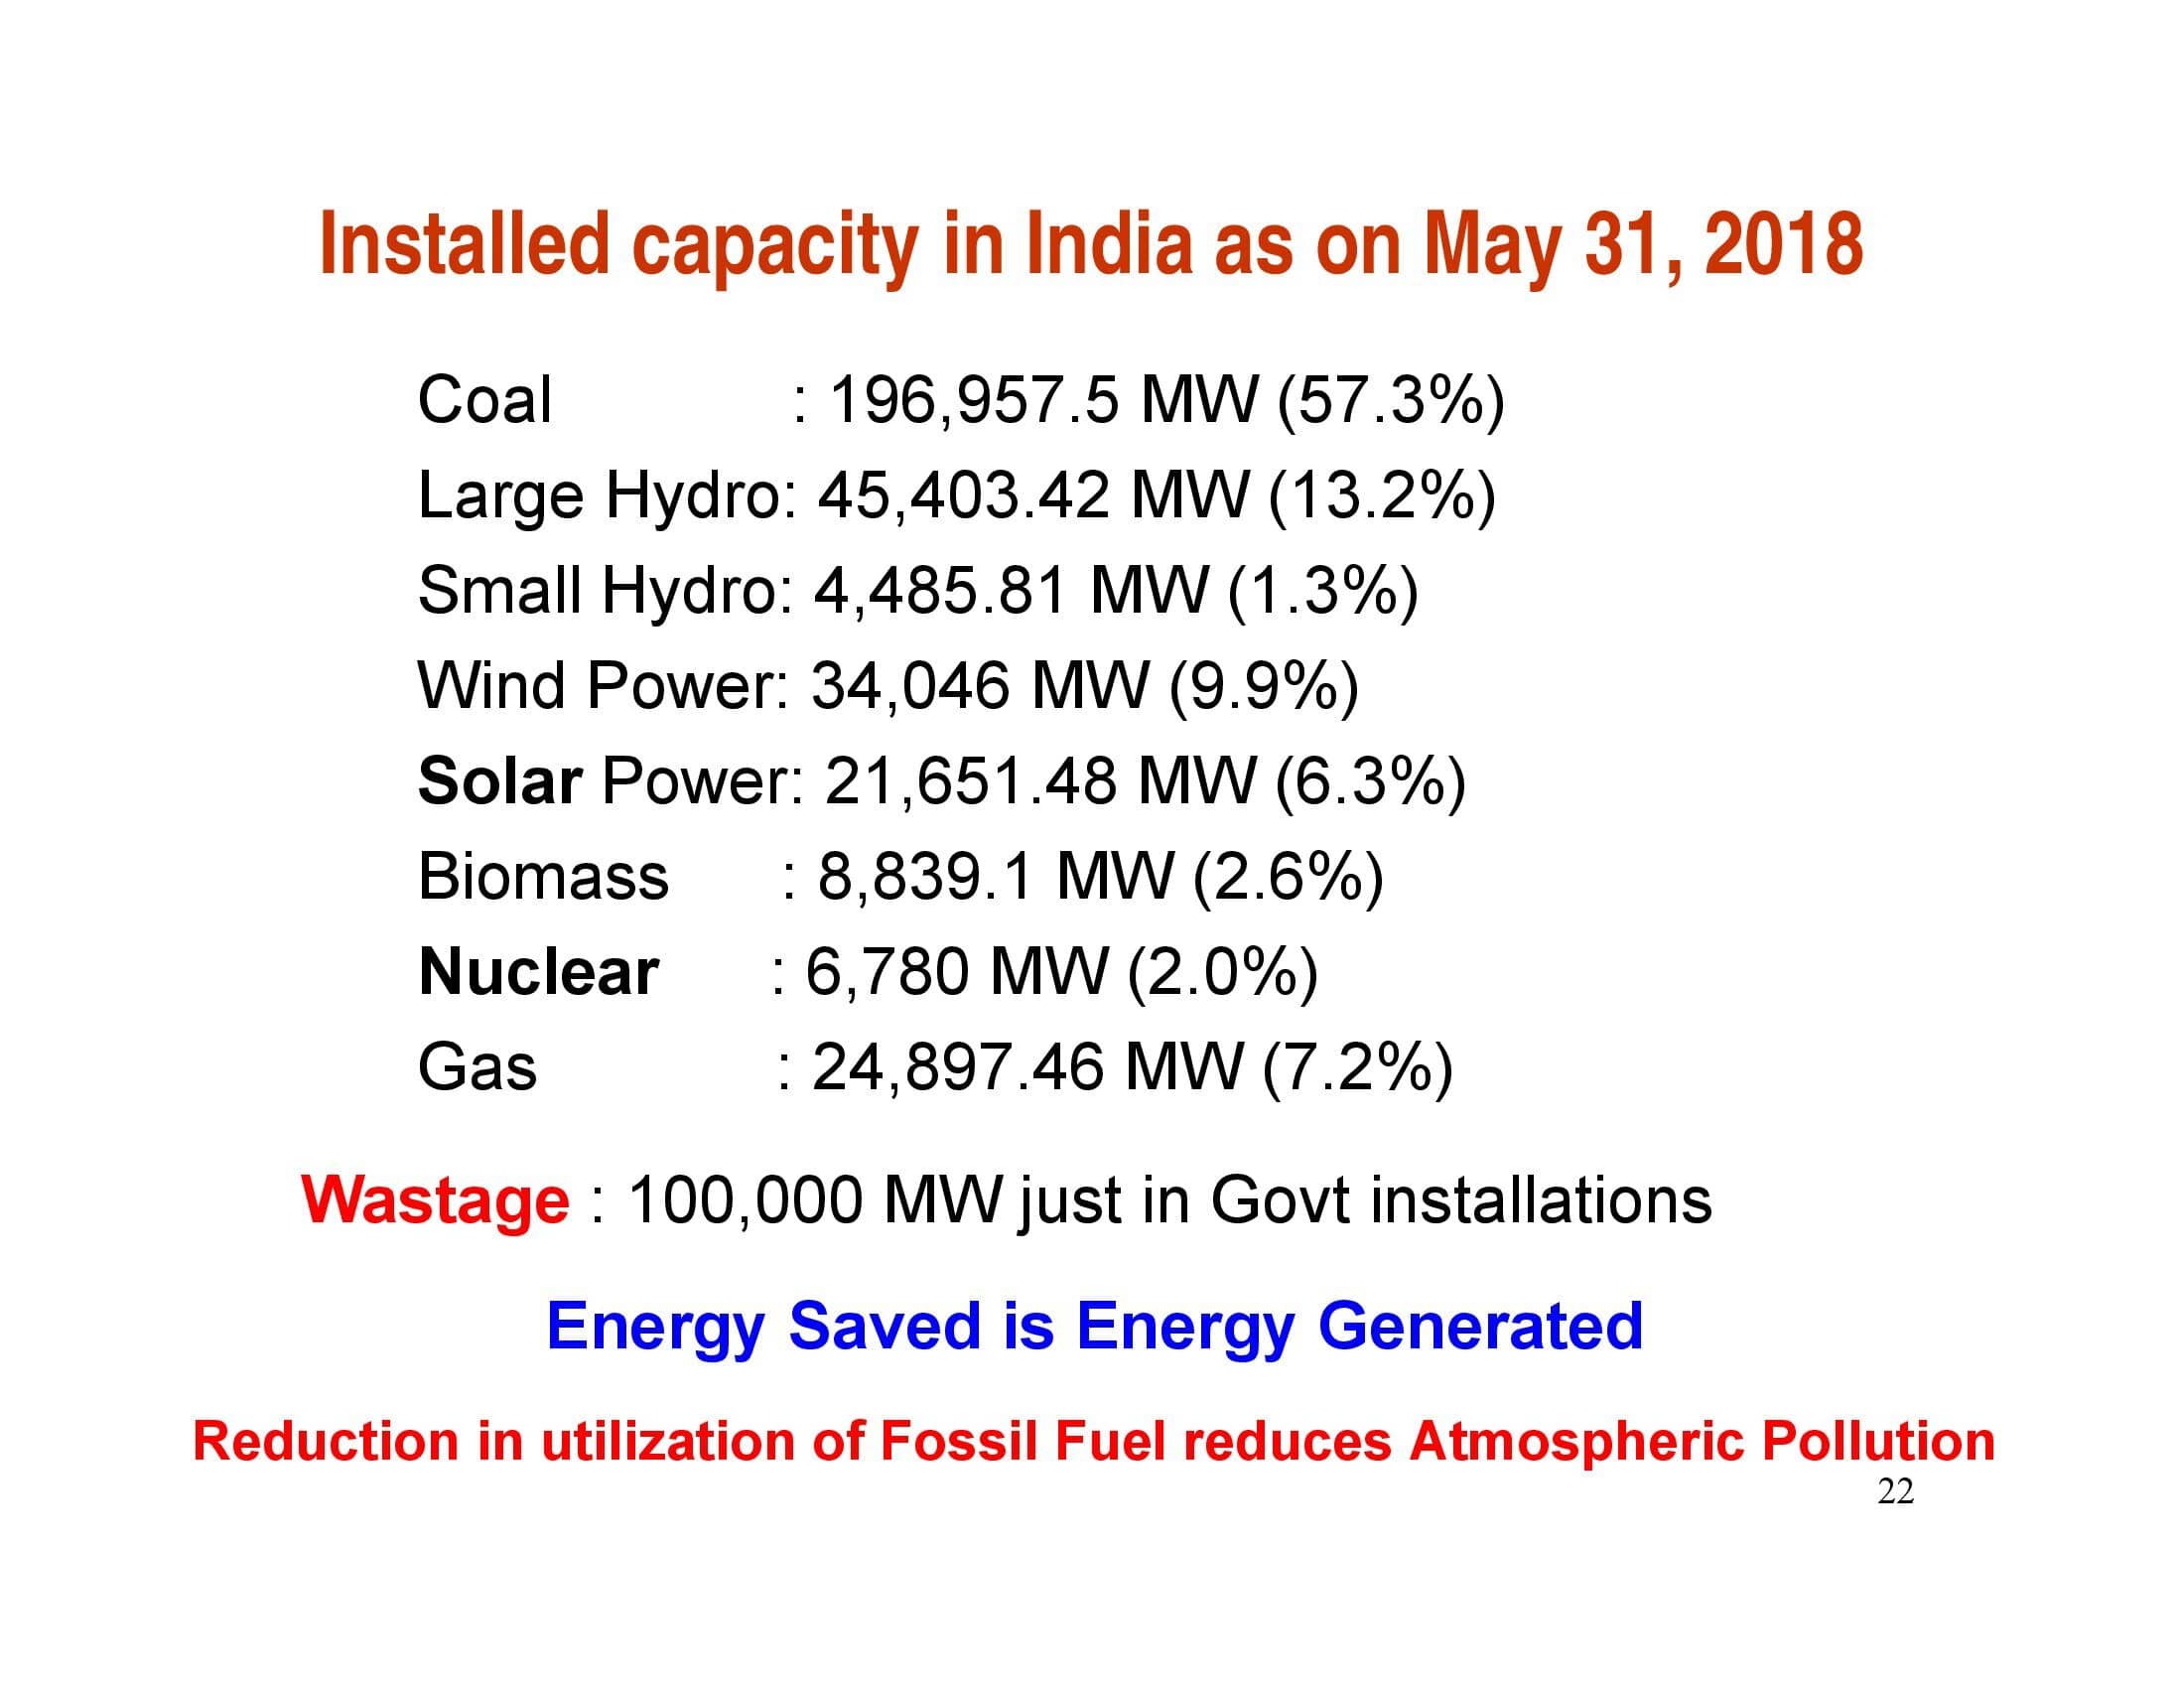 Installed capacity in India as on May 31, 2018
Coal : 196,957.5 MW (57.3%)
Large Hydro: 45,403.42 MW (13.2%)
Small Hydro: 4,485.81 MW (1.3%)
Wind Power: 34,046 MW (9.9%)
Solar Power: 21,651.48 MW (6.3%)
Biomass : 8,839.1 MW (2.6%)
Nuclear : 6,780 MW (2.0%)
Gas : 24,897.46 MW (7.2%)
Wastage : 100,000 MW just in Govt installations
Energy Saved is Energy Generated
Reduction in utilization of Fossil Fuel reduces Atmospheric Pollution
22